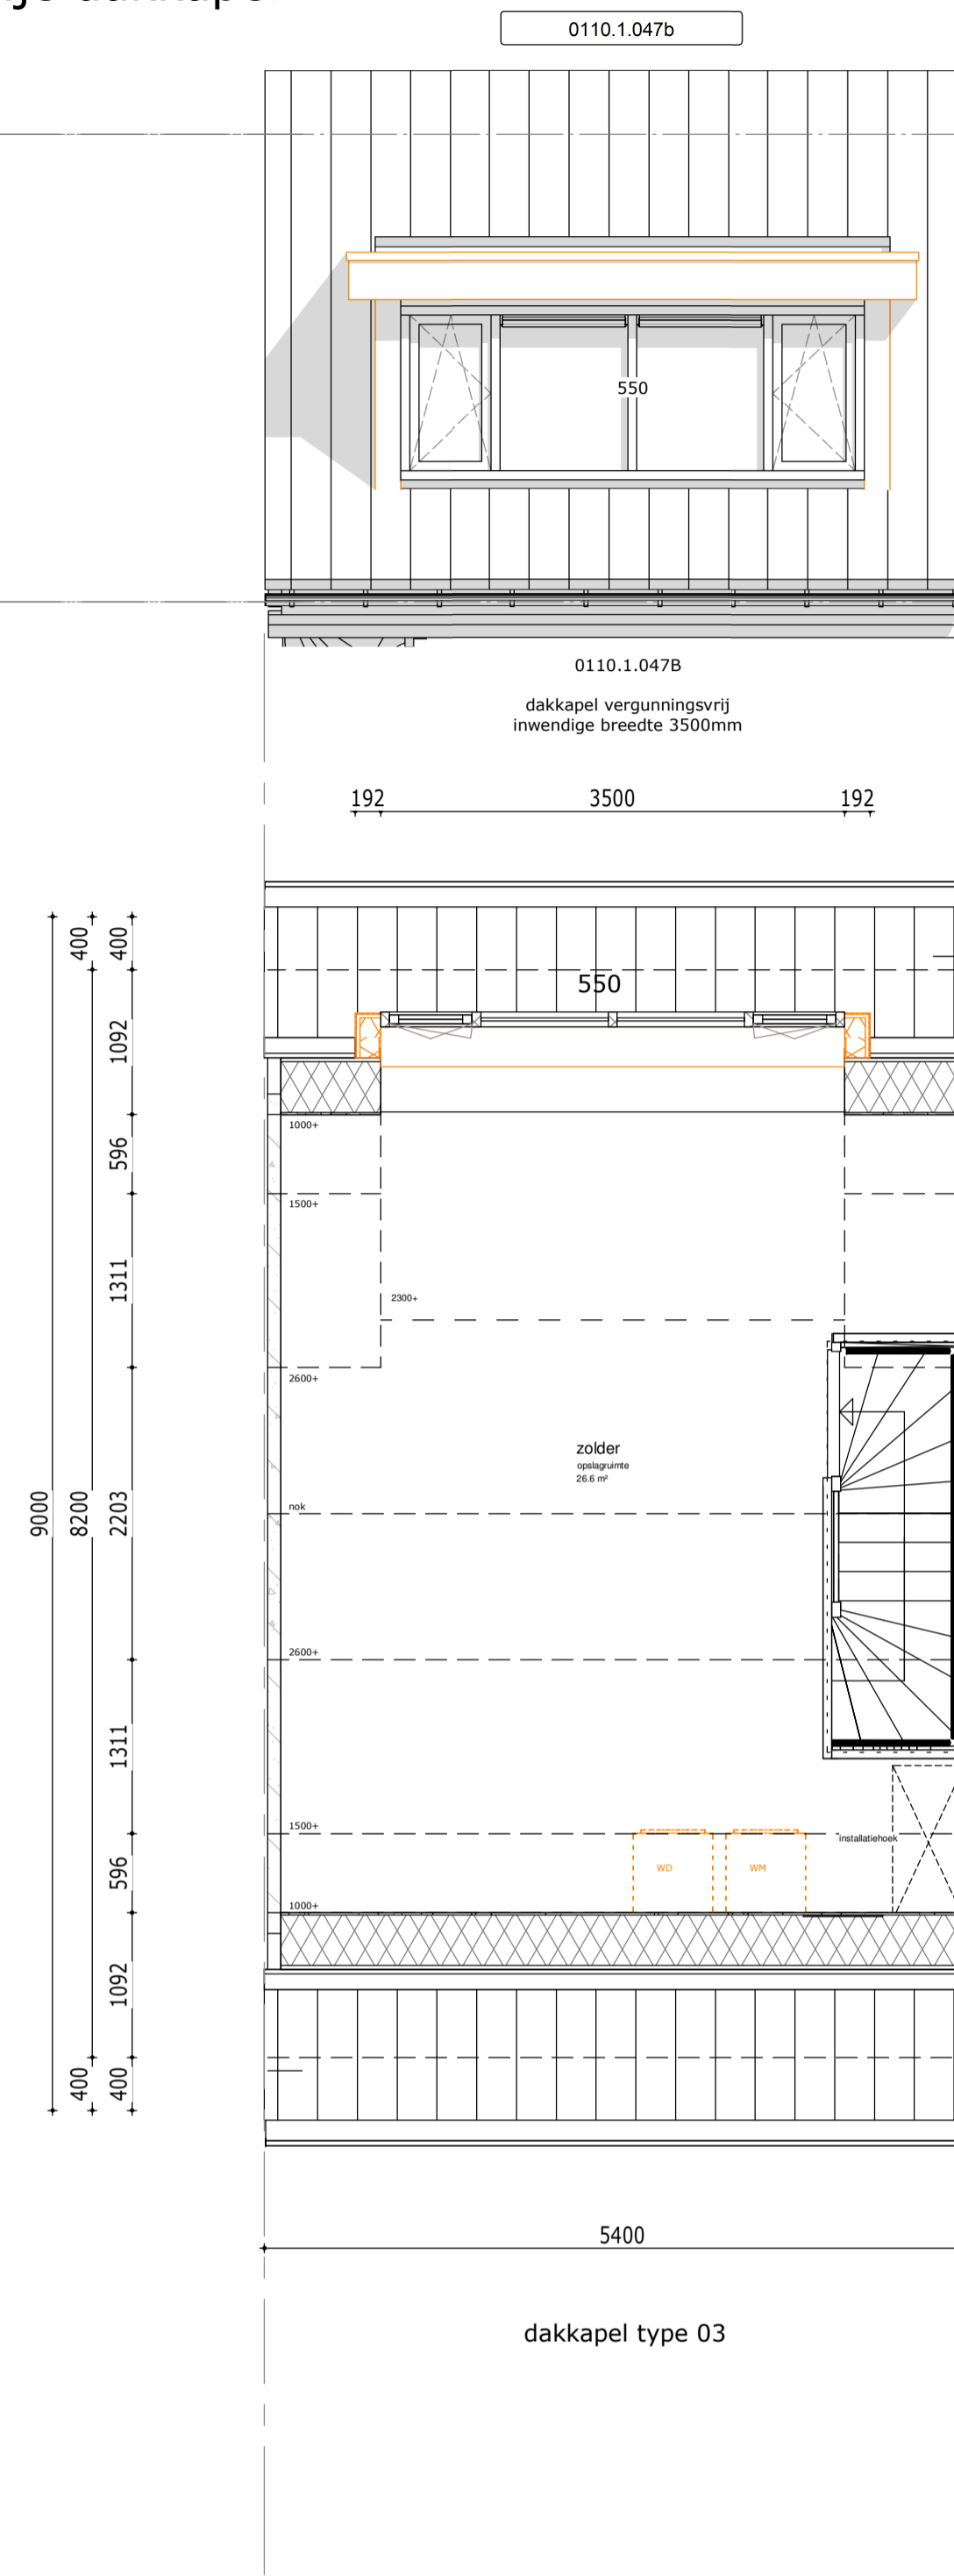 0110.1.047b
550
0110.1.047B
dakkapel vergunningsvrij
inwendige breedte 3500mm
192 3500 192
550
400
400
1092
596
1311
9000
8200
2203
1311
596
1092
400
400
1000+
1500+
2300+
2600+
zolder
opslagruimte
26.6 m²
nok
2600+
1500+
installatiehoek
WD WM
1000+
5400
dakkapel type 03